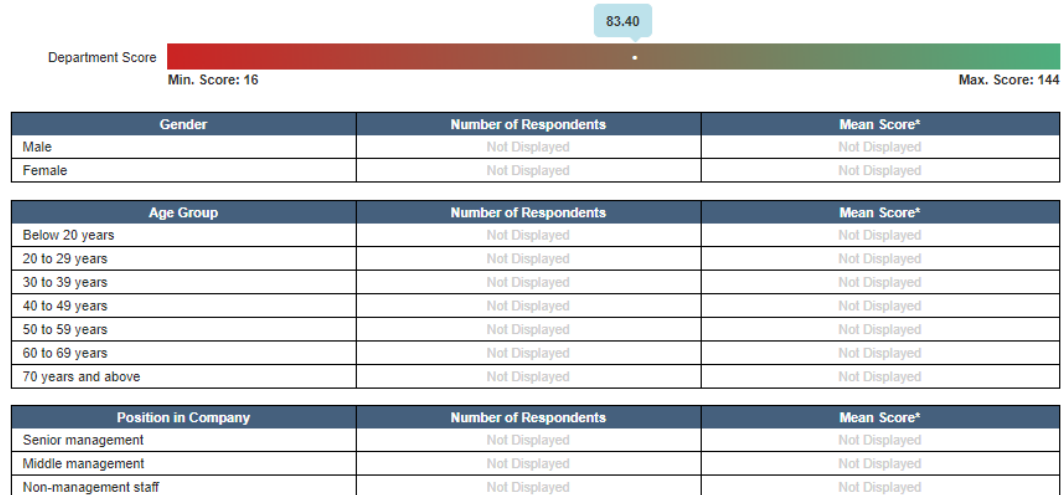 83.40
Department Score
Min. Score: 16 Max. Score: 144
Gender Number of Respondents Mean Score*
Male Not Displayed Not Displayed
Female Not Displayed Not Displayed
Age Group Number of Respondents Mean Score*
Below 20 years Not Displayed Not Displayed
20 to 29 years Not Displayed Not Displayed
30 to 39 years Not Displayed Not Displayed
40 to 49 years Not Displayed Not Displayed
50 to 59 years Not Displayed Not Displayed
60 to 69 years Not Displayed Not Displayed
70 years and above Not Displayed Not Displayed
Position in Company Number of Respondents Mean Score*
Senior management Not Displayed Not Displayed
Middle management Not Displayed Not Displayed
Non-management staff Not Displayed Not Displayed